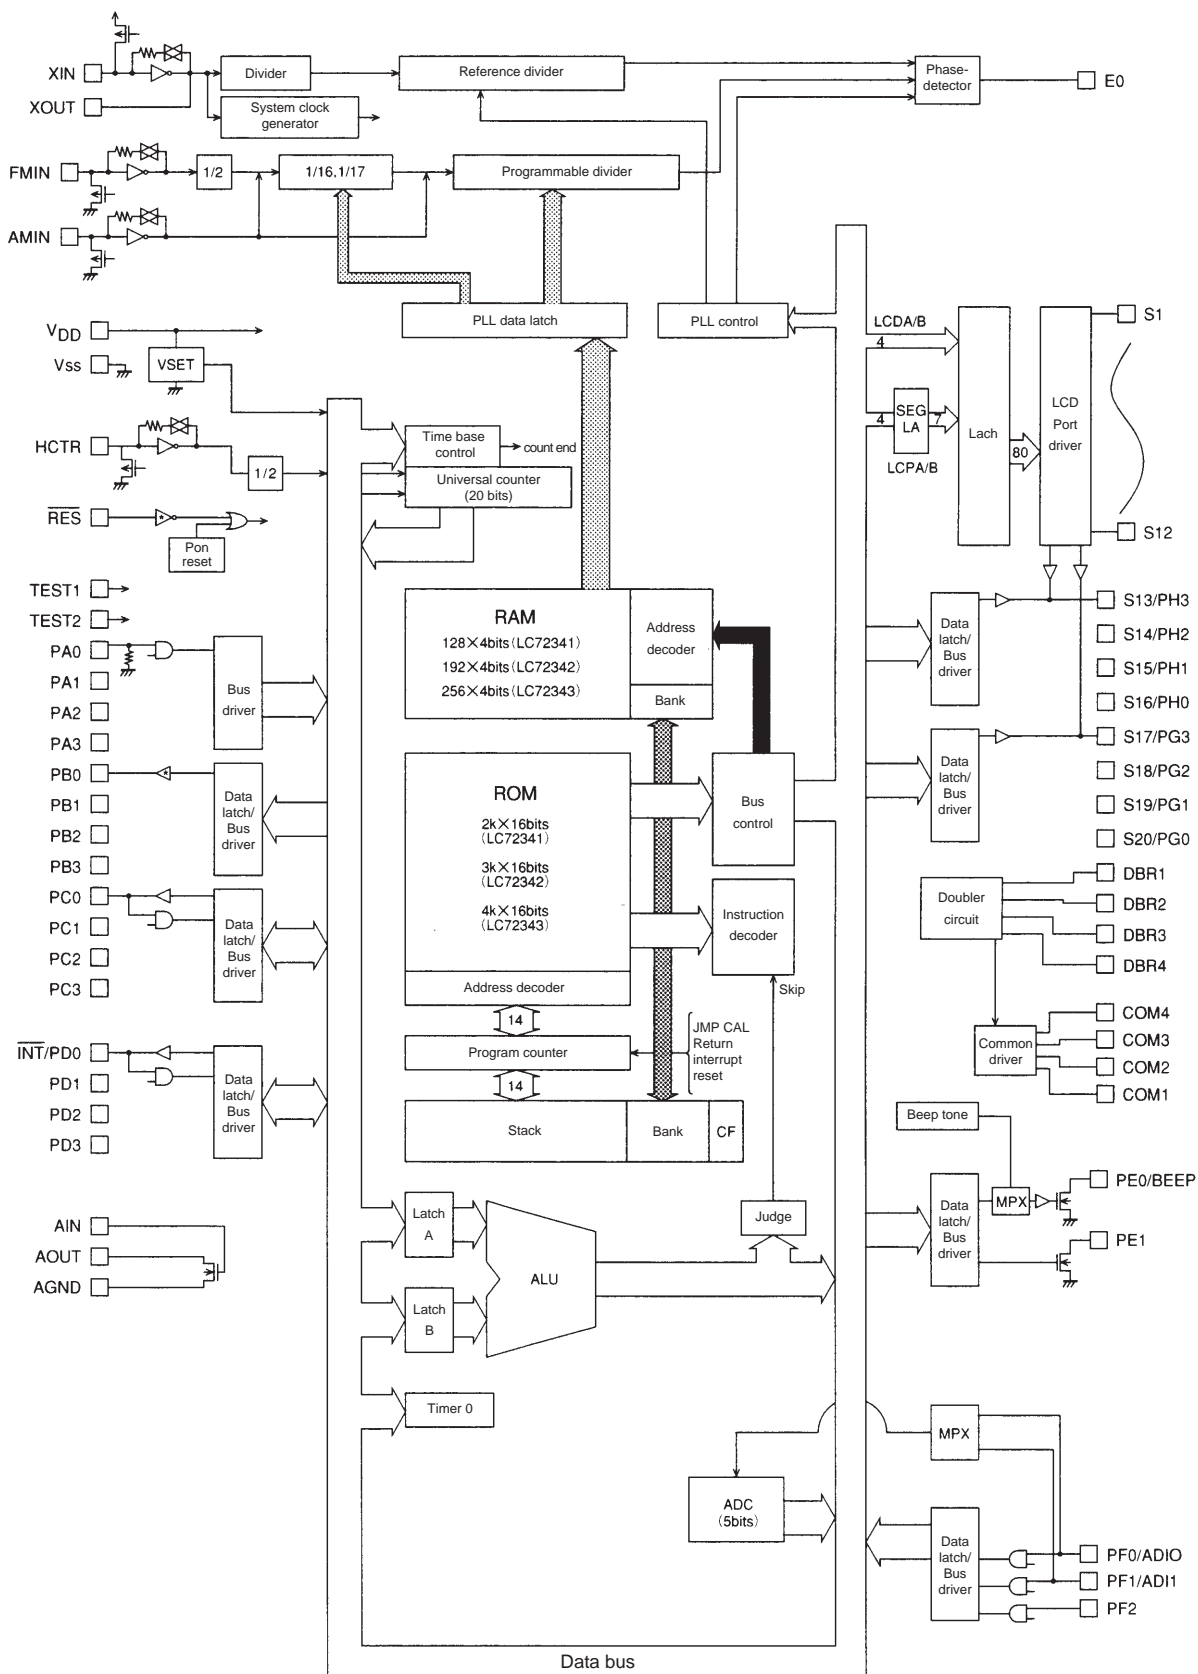 XIN
XOUT
Divider
Reference divider
Phase-
detector
E0
System clock
generator
FMIN
1/2
1/16,1/17
Programmable divider
AMIN
PLL data latch
PLL control
VDD
Vss
VSET
LCDA/B
4
SEG
LA
4
7
LCPA/B
Lach
80
LCD
Port
driver
S1
S12
HCTR
1/2
Time base
control
count end
Universal counter
(20 bits)
RES
*
Pon
reset
TEST1
TEST2
PA0
PA1
PA2
PA3
Bus
driver
PB0
*
PB1
PB2
PB3
Data
latch/
Bus
driver
PC0
PC1
PC2
PC3
Data
latch/
Bus
driver
INT/PD0
PD1
PD2
PD3
Data
latch/
Bus
driver
AIN
AOUT
AGND
RAM
128×4bits(LC72341)
192×4bits(LC72342)
256×4bits(LC72343)
Address
decoder
Bank
ROM
2k×16bits
(LC72341)
3k×16bits
(LC72342)
4k×16bits
(LC72343)
Address decoder
Bus
control
Instruction
decoder
Skip
14
Program counter
JMP CAL
Return
interrupt
reset
14
Stack
Bank
CF
Latch
A
Latch
B
ALU
Judge
Timer 0
ADC
(5bits)
Data bus
Data
latch/
Bus
driver
S13/PH3
S14/PH2
S15/PH1
S16/PH0
Data
latch/
Bus
driver
S17/PG3
S18/PG2
S19/PG1
S20/PG0
Doubler
circuit
DBR1
DBR2
DBR3
DBR4
Common
driver
COM4
COM3
COM2
COM1
Beep tone
MPX
Data
latch/
Bus
driver
PE0/BEEP
PE1
MPX
Data
latch/
Bus
driver
PF0/ADIO
PF1/ADI1
PF2